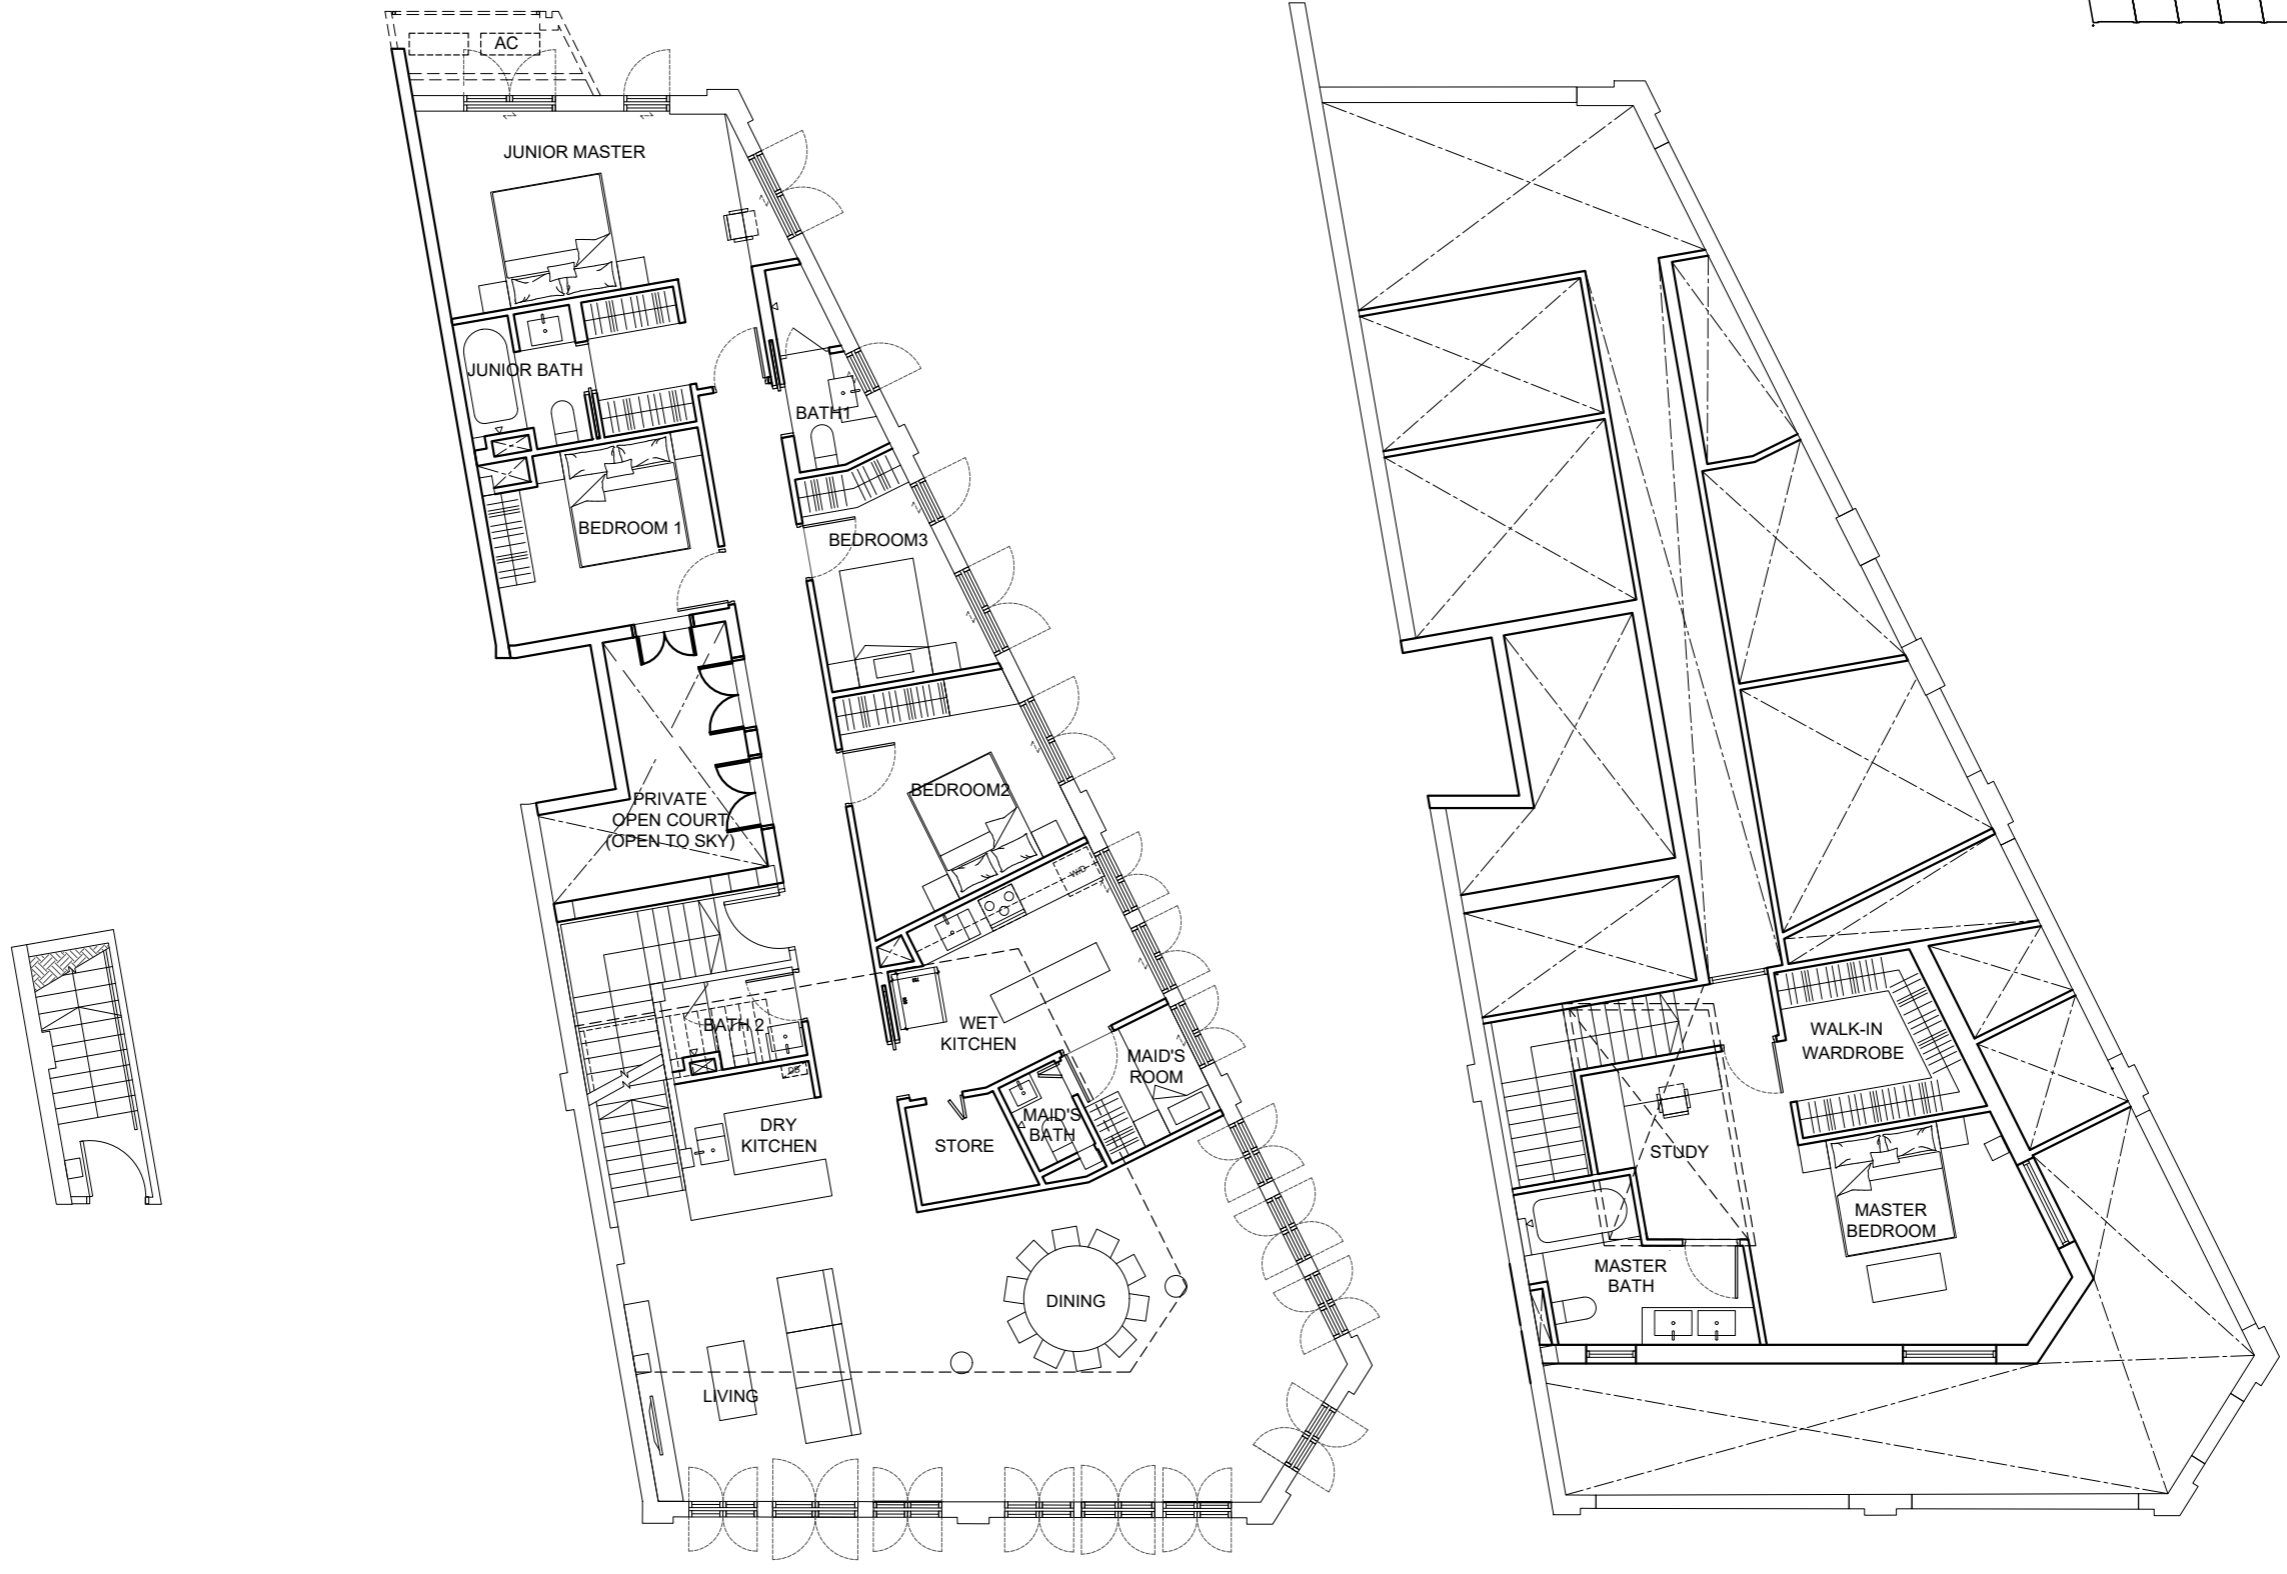 AC
JUNIOR MASTER
JUNIOR BATH
BATH1
BEDROOM 1
BEDROOM3
PRIVATE
OPEN COURT
(OPEN TO SKY)
BEDROOM2
W/D
BATH 2
WET
KITCHEN
MAID'S
ROOM
DB
DRY
KITCHEN
STORE
MAID'S
BATH
DINING
LIVING
WALK-IN
WARDROBE
STUDY
MASTER
BEDROOM
MASTER
BATH